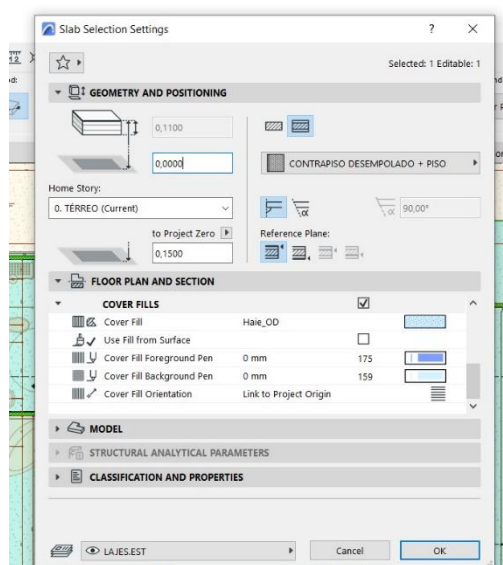 Slab Selection Settings ? ×
Selected: 1 Editable: 1
GEOMETRY AND POSITIONING
0,1100
0,0000
CONTRAPISO DESEMPOLADO + PISO
Home Story:
0. TÉRREO (Current)
α 90,00°
to Project Zero
Reference Plane:
0,1500
FLOOR PLAN AND SECTION
COVER FILLS
Cover Fill Haie_OD
Use Fill from Surface
Cover Fill Foreground Pen 0 mm 175
Cover Fill Background Pen 0 mm 159
Cover Fill Orientation Link to Project Origin
MODEL
STRUCTURAL ANALYTICAL PARAMETERS
CLASSIFICATION AND PROPERTIES
LAJES.EST Cancel OK